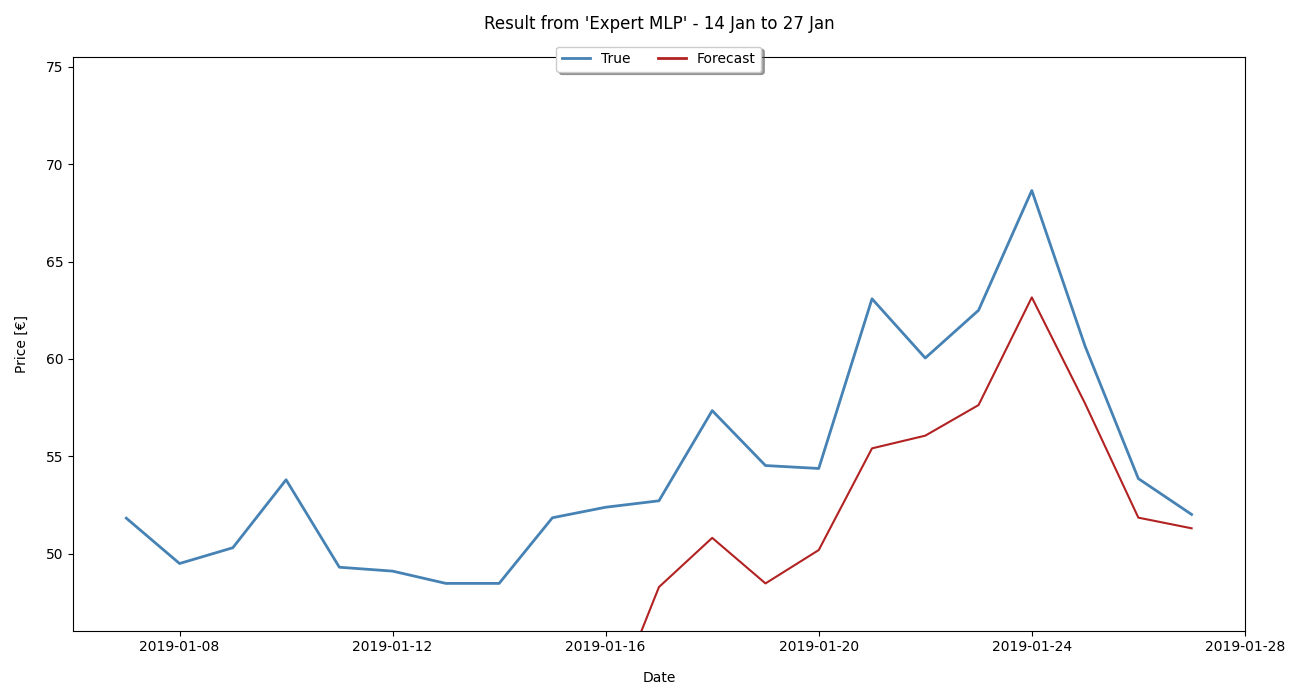 Result from 'Expert MLP' - 14 Jan to 27 Jan
True Forecast
75
70
65
60
55
50
Price [€]
2019-01-08 2019-01-12 2019-01-16 2019-01-20 2019-01-24 2019-01-28
Date